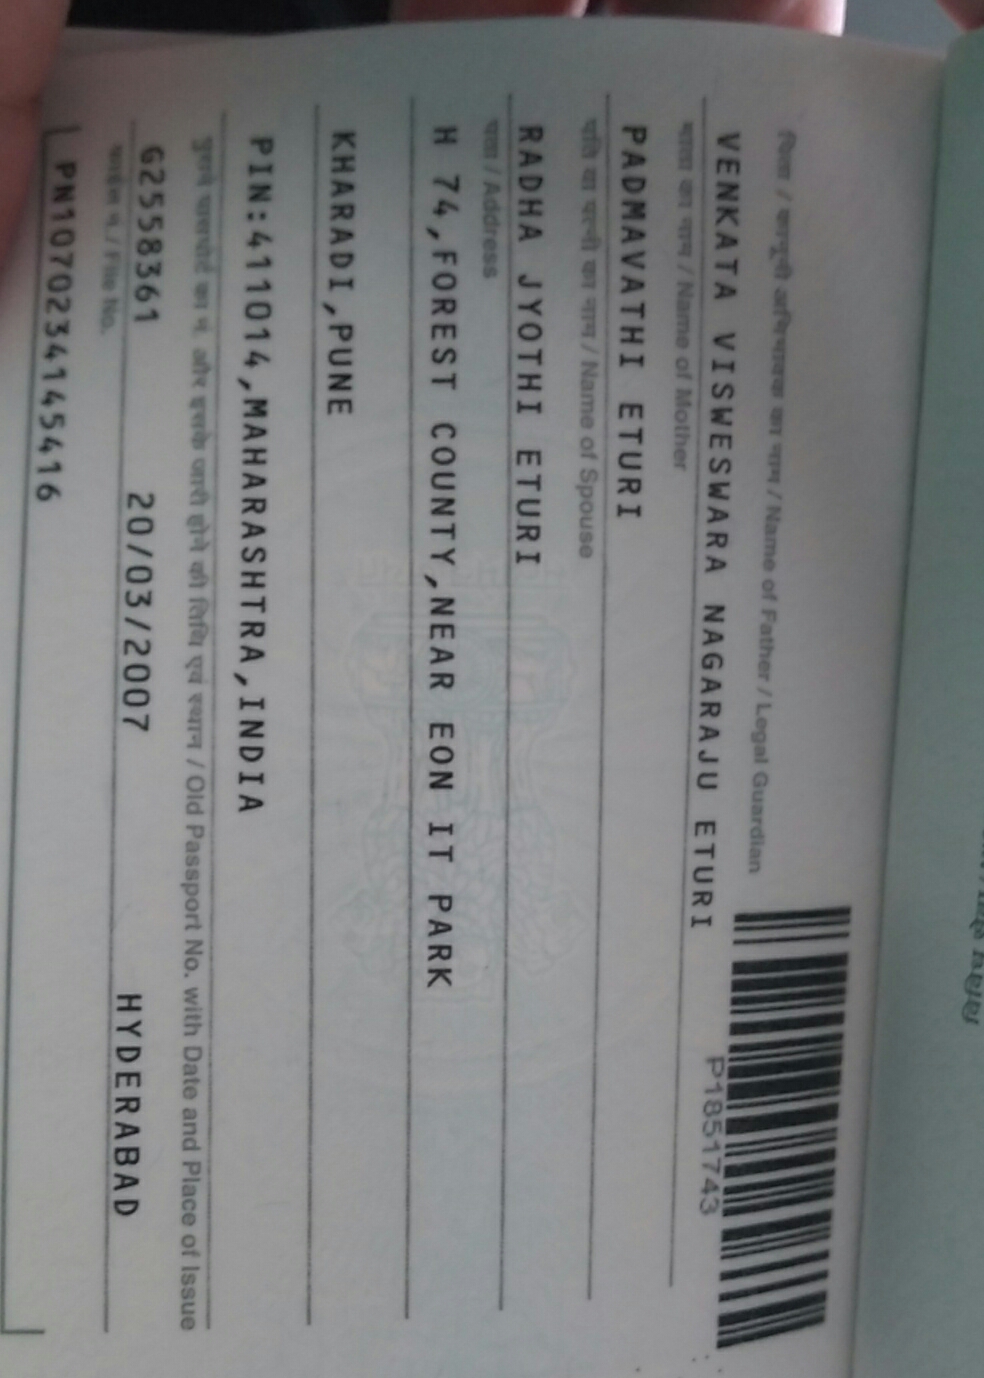 पिता / कानूनी अभिभावक का नाम / Name of Father / Legal Guardian
VENKATA VISWESWARA NAGARAJU ETURI
P1851743
माता का नाम / Name of Mother
PADMAVATHI ETURI
पति या पत्नी का नाम / Name of Spouse
RADHA JYOTHI ETURI
पता / Address
H 74,FOREST COUNTY,NEAR EON IT PARK
KHARADI,PUNE
PIN:411014,MAHARASHTRA,INDIA
पुराने पासपोर्ट का नं. और इसके जारी होने की तिथि एवं स्थान / Old Passport No. with Date and Place of Issue
G2558361 20/03/2007 HYDERABAD
फाईल नं. / File No.
PN1070234145416